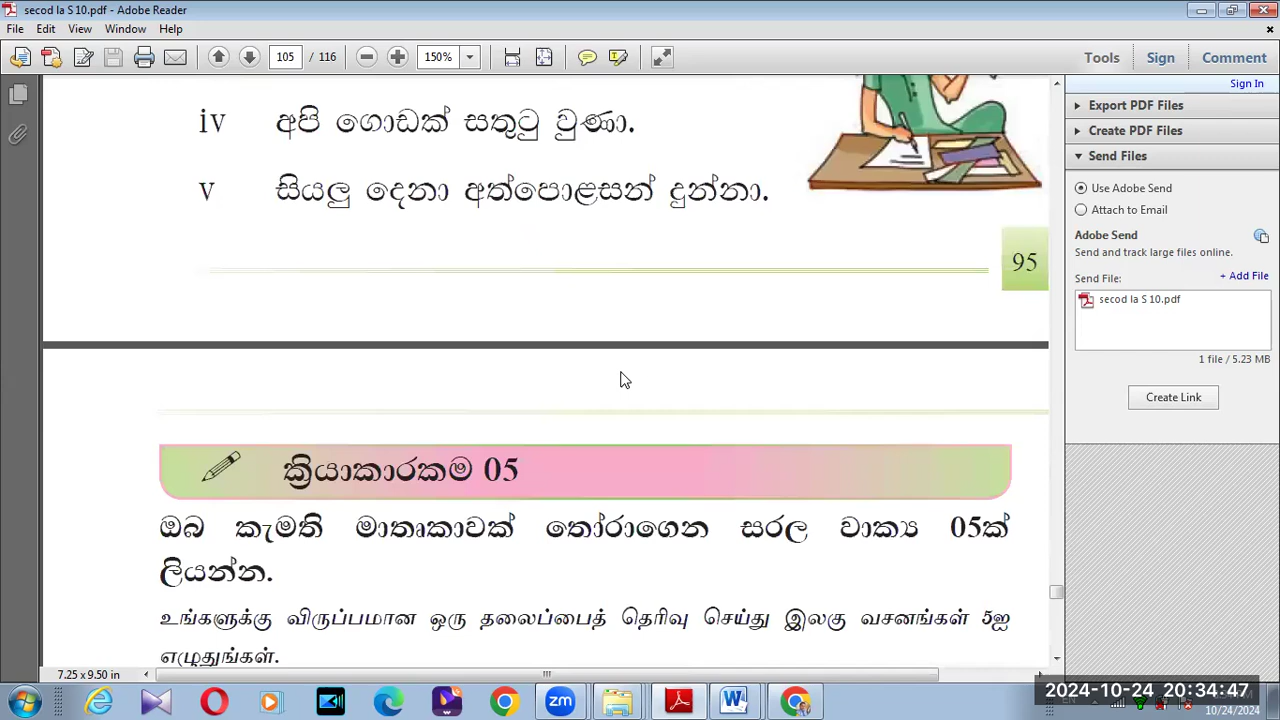 secod la S 10.pdf - Adobe Reader
File Edit View Window Help
105 / 116 150% Tools Sign Comment
Sign In
Export PDF Files
Create PDF Files
Send Files
Use Adobe Send
Attach to Email
Adobe Send
Send and track large files online.
Send File: + Add File
secod la S 10.pdf
1 file / 5.23 MB
Create Link
iv අපි ගොඩක් සතුටු වුණා.
v සියලු දෙනා අත්පොළසන් දුන්නා.
95
ක්‍රියාකාරකම 05
ඔබ කැමති මාතෘකාවක් තෝරාගෙන සරල වාක්‍ය 05ක්
ලියන්න.
உங்களுக்கு விருப்பமான ஒரு தலைப்பைத் தெரிவு செய்து இலகு வசனங்கள் 5ஐ
எழுதுங்கள்.
7.25 x 9.50 in
2024-10-24 20:34:47
10/24/2024